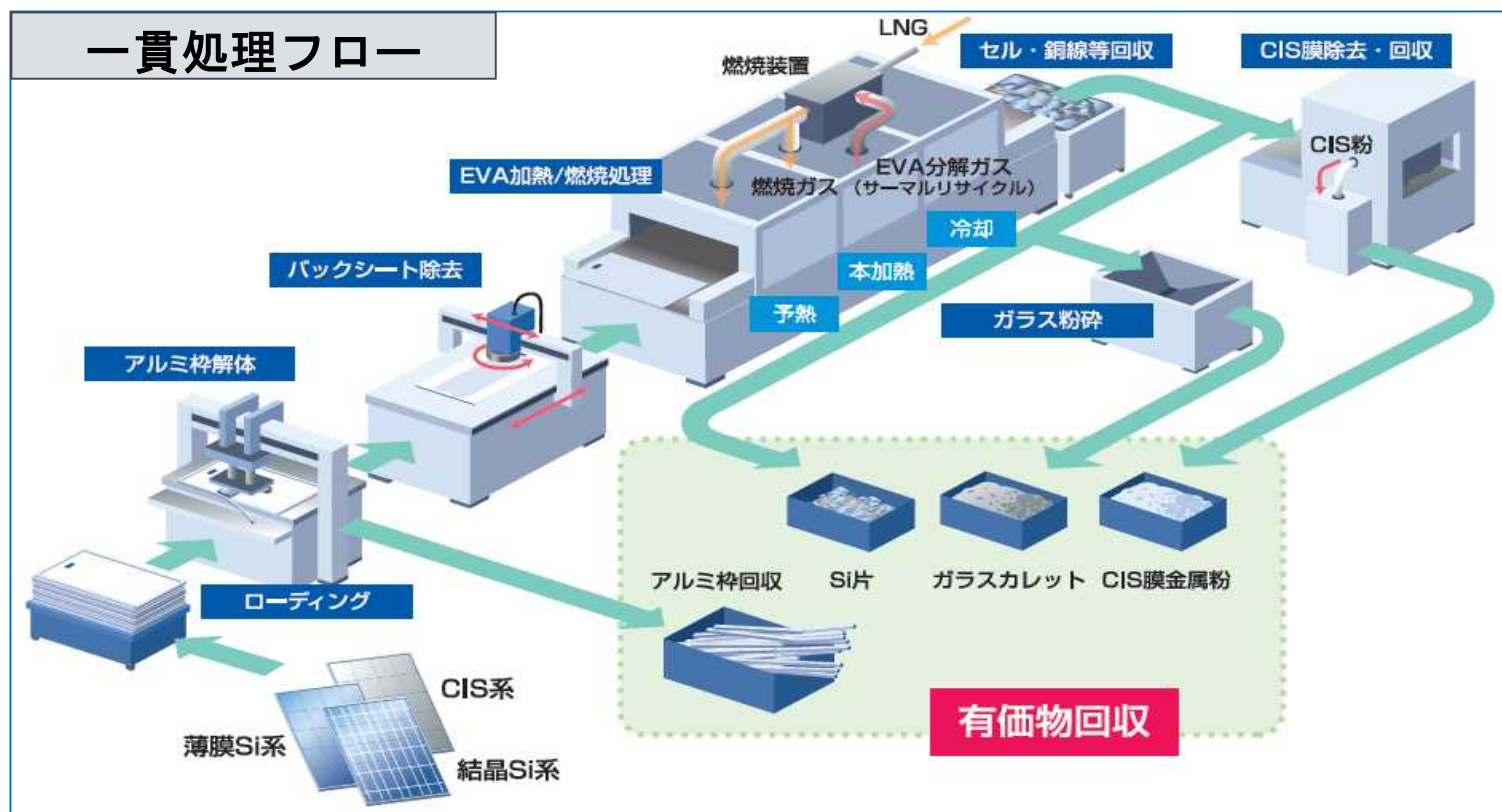 一貫処理フロー
LNG
燃焼装置
セル・銅線等回収
CIS膜除去・回収
CIS粉
EVA加熱/燃焼処理
燃焼ガス
EVA分解ガス
（サーマルリサイクル）
冷却
本加熱
予熱
バックシート除去
ガラス粉砕
アルミ枠解体
ローディング
アルミ枠回収
Si片
ガラスカレット
CIS膜金属粉
CIS系
薄膜Si系
結晶Si系
有価物回収